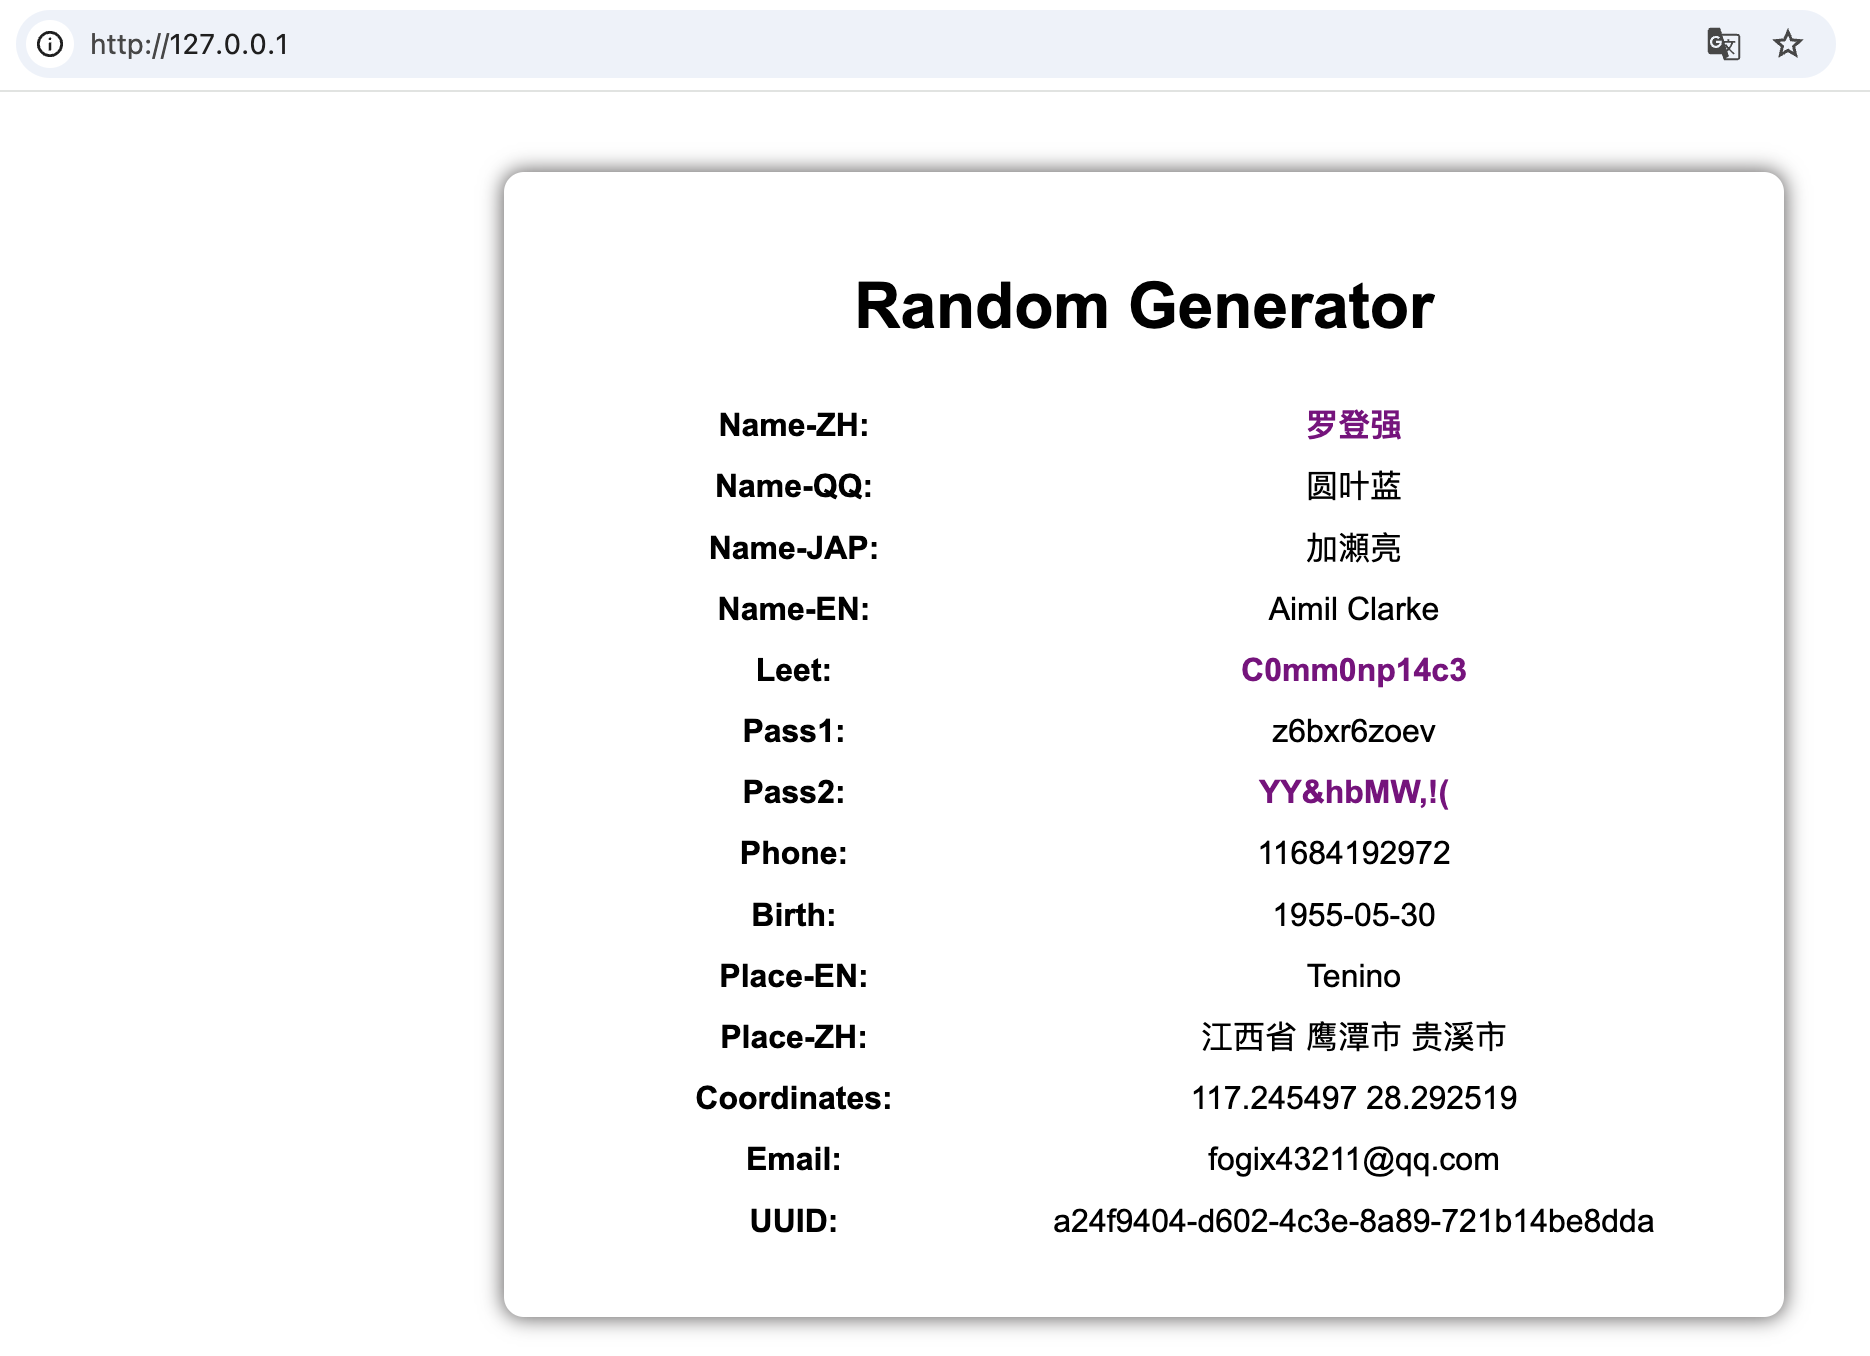 http://127.0.0.1
Random Generator
Name-ZH: 罗登强
Name-QQ: 圆叶蓝
Name-JAP: 加瀬亮
Name-EN: Aimil Clarke
Leet: C0mm0np14c3
Pass1: z6bxr6zoev
Pass2: YY&hbMW,!(
Phone: 11684192972
Birth: 1955-05-30
Place-EN: Tenino
Place-ZH: 江西省 鹰潭市 贵溪市
Coordinates: 117.245497 28.292519
Email: fogix43211@qq.com
UUID: a24f9404-d602-4c3e-8a89-721b14be8dda